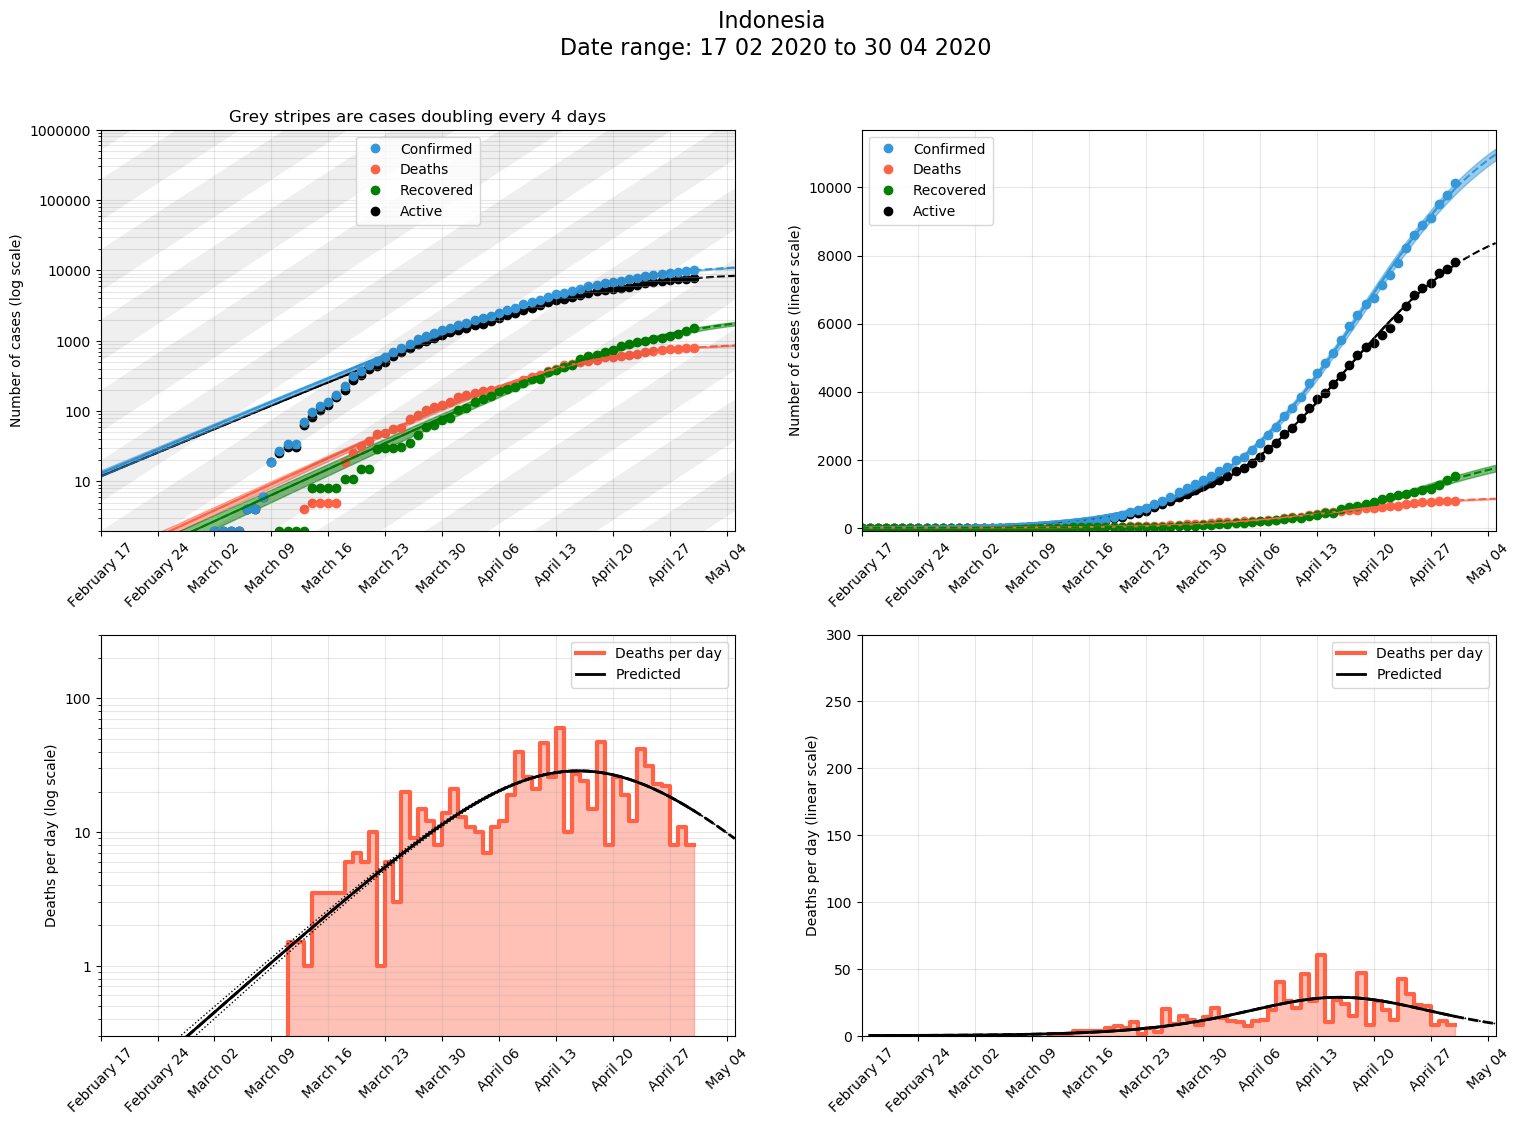 Indonesia
Date range: 17 02 2020 to 30 04 2020
Grey stripes are cases doubling every 4 days
Number of cases (log scale)
1000000
100000
10000
1000
100
10
Confirmed
Deaths
Recovered
Active
February 17
February 24
March 02
March 09
March 16
March 23
March 30
April 06
April 13
April 20
April 27
May 04
Number of cases (linear scale)
10000
8000
6000
4000
2000
0
Confirmed
Deaths
Recovered
Active
February 17
February 24
March 02
March 09
March 16
March 23
March 30
April 06
April 13
April 20
April 27
May 04
Deaths per day (log scale)
100
10
1
Deaths per day
Predicted
February 17
February 24
March 02
March 09
March 16
March 23
March 30
April 06
April 13
April 20
April 27
May 04
Deaths per day (linear scale)
300
250
200
150
100
50
0
Deaths per day
Predicted
February 17
February 24
March 02
March 09
March 16
March 23
March 30
April 06
April 13
April 20
April 27
May 04